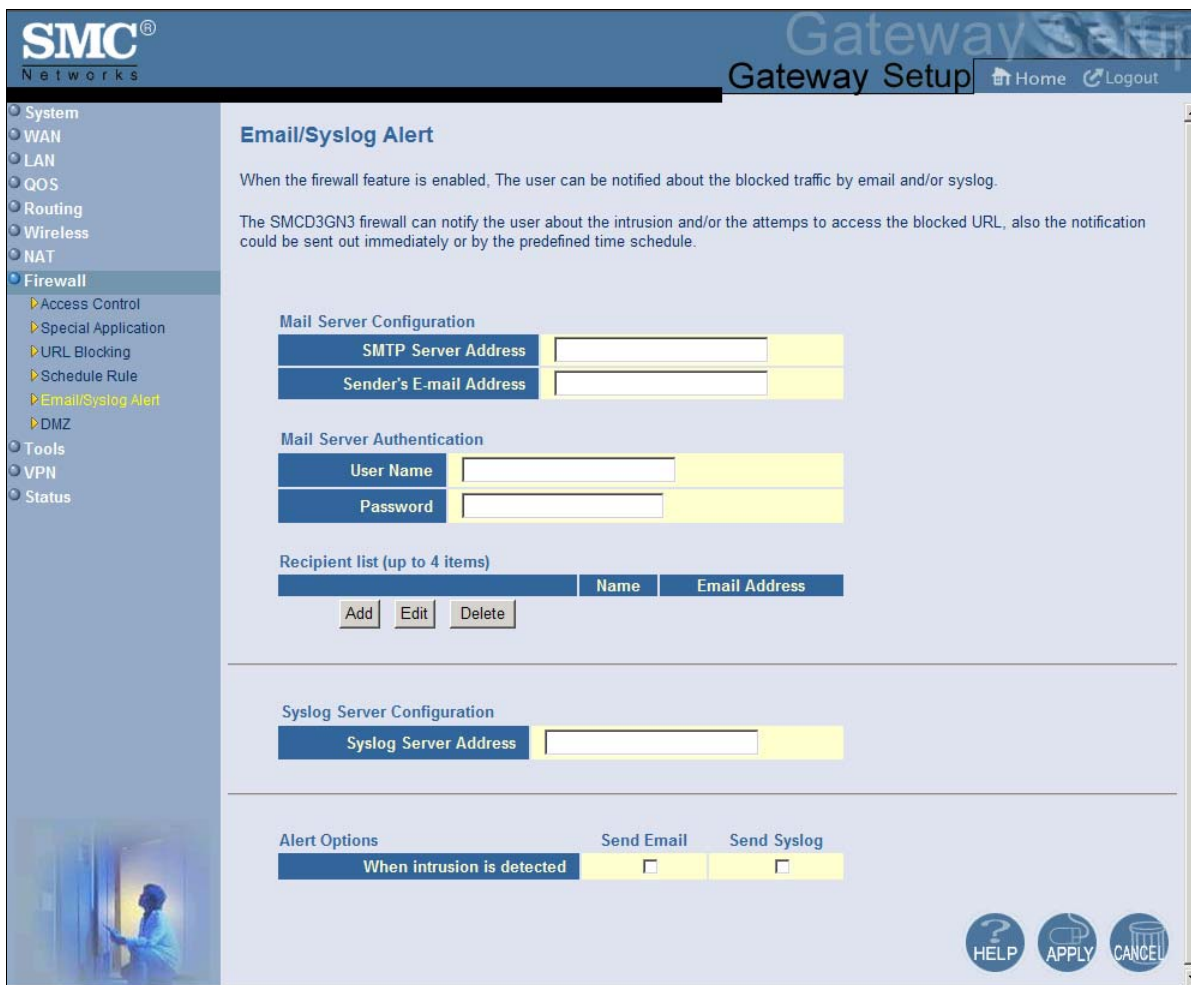 SMC®
Networks
Gateway Setup
Gateway Setup
Home
Logout
System
WAN
LAN
QOS
Routing
Wireless
NAT
Firewall
Access Control
Special Application
URL Blocking
Schedule Rule
Email/Syslog Alert
DMZ
Tools
VPN
Status
Email/Syslog Alert
When the firewall feature is enabled, The user can be notified about the blocked traffic by email and/or syslog.
The SMCD3GN3 firewall can notify the user about the intrusion and/or the attemps to access the blocked URL, also the notification
could be sent out immediately or by the predefined time schedule.
Mail Server Configuration
SMTP Server Address
Sender's E-mail Address
Mail Server Authentication
User Name
Password
Recipient list (up to 4 items)
Name Email Address
Add Edit Delete
Syslog Server Configuration
Syslog Server Address
Alert Options Send Email Send Syslog
When intrusion is detected
HELP APPLY CANCEL